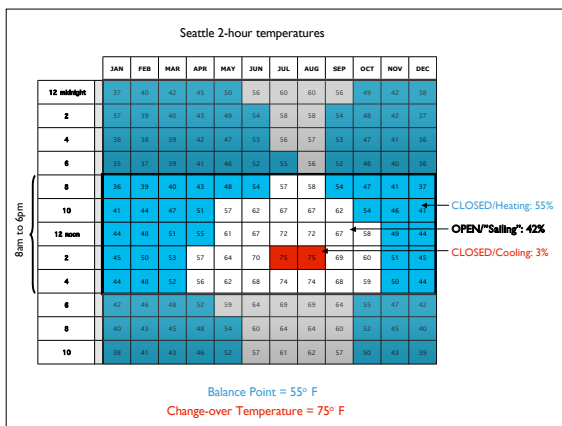 Seattle 2-hour temperatures
JAN FEB MAR APR MAY JUN JUL AUG SEP OCT NOV DEC
12 midnight 37 40 42 45 50 56 60 60 56 49 42 38
2 37 39 40 43 49 54 58 58 54 48 42 37
4 36 38 39 42 47 53 56 57 53 47 41 36
6 35 37 39 41 46 52 55 56 52 46 40 36
8 36 39 40 43 48 54 57 58 54 47 41 37
10 41 44 47 51 57 62 67 67 62 54 46 41
12 noon 44 48 51 55 61 67 72 72 67 58 49 44
2 45 50 53 57 64 70 75 75 69 60 51 45
4 44 48 52 56 62 68 74 74 68 59 50 44
6 42 46 48 52 59 64 69 69 64 55 47 42
8 40 43 45 48 54 60 64 64 60 52 45 40
10 38 41 43 46 52 57 61 62 57 50 43 39
8am to 6pm
CLOSED/Heating: 55%
OPEN/"Sailing": 42%
CLOSED/Cooling: 3%
Balance Point = 55° F
Change-over Temperature = 75° F